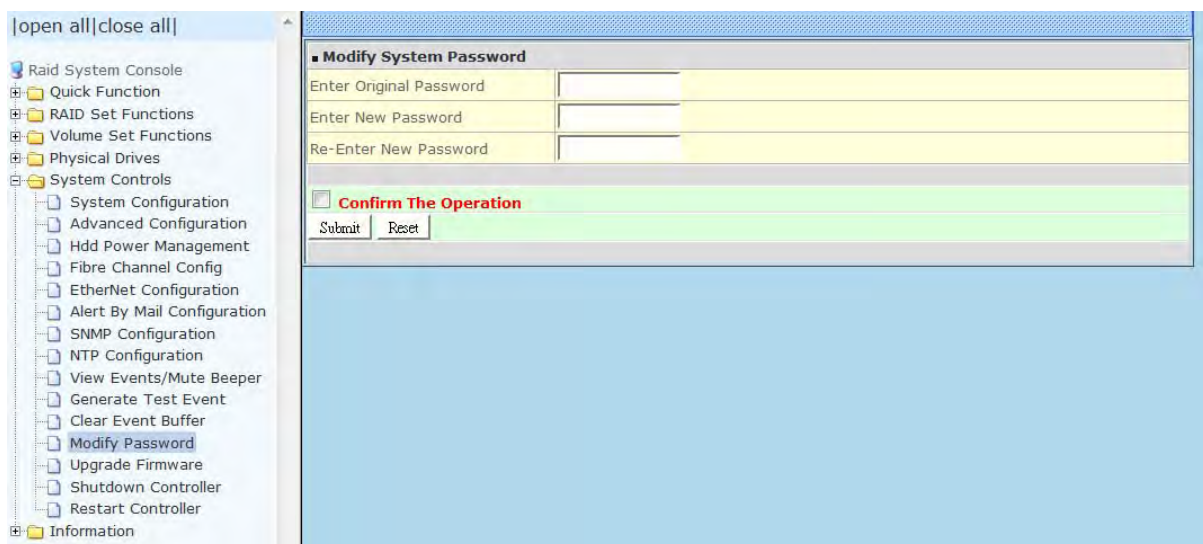 |open all|close all|
Raid System Console
Quick Function
RAID Set Functions
Volume Set Functions
Physical Drives
System Controls
System Configuration
Advanced Configuration
Hdd Power Management
Fibre Channel Config
EtherNet Configuration
Alert By Mail Configuration
SNMP Configuration
NTP Configuration
View Events/Mute Beeper
Generate Test Event
Clear Event Buffer
Modify Password
Upgrade Firmware
Shutdown Controller
Restart Controller
Information
Modify System Password
Enter Original Password
Enter New Password
Re-Enter New Password
Confirm The Operation
Submit Reset